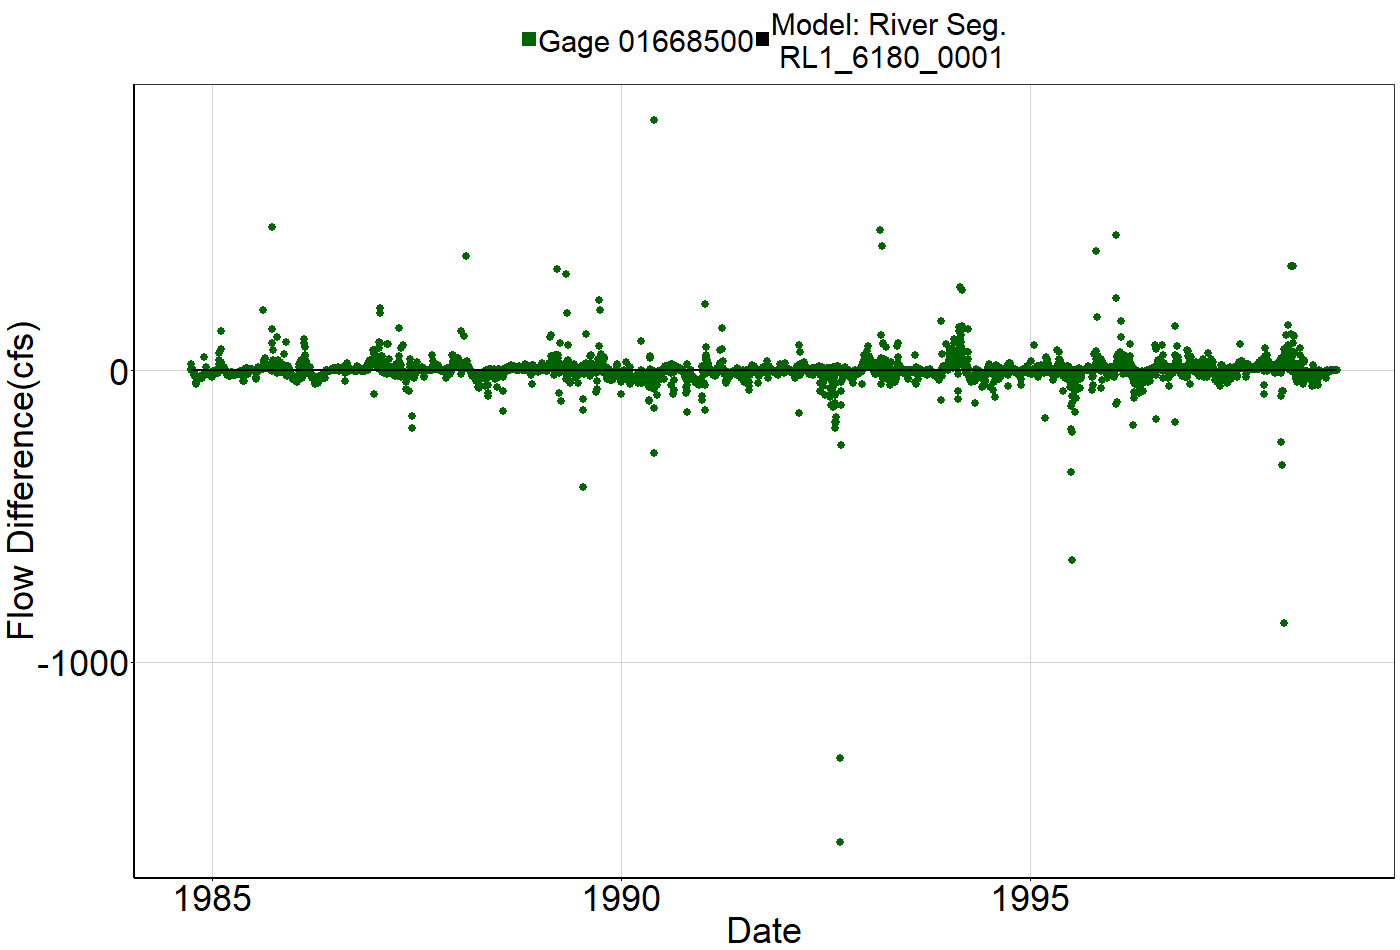 Gage 01668500
Model: River Seg.
RL1_6180_0001
Flow Difference(cfs)
0
-1000
1985
1990
1995
Date